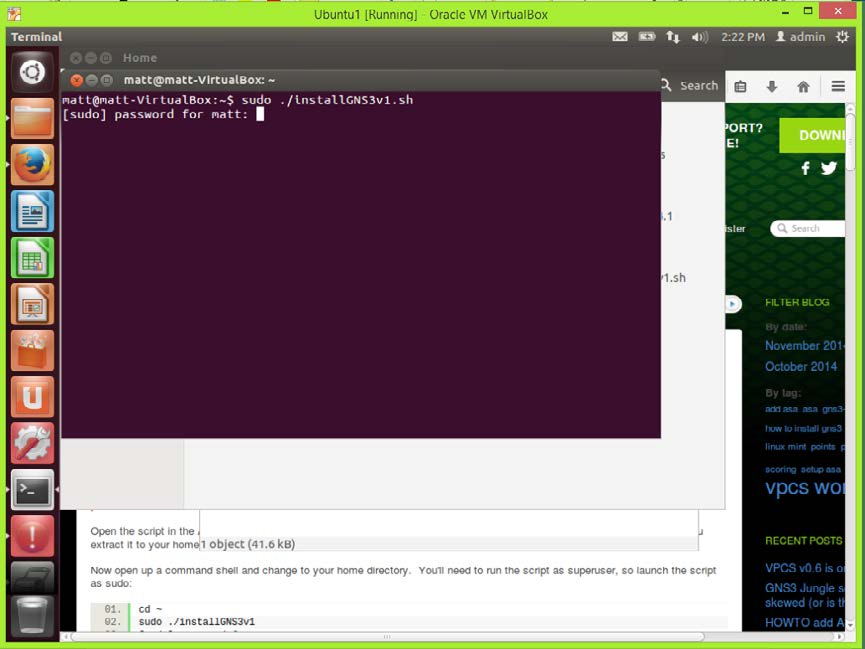 Ubuntu1 [Running] - Oracle VM VirtualBox
Terminal
2:22 PM admin
Home
matt@matt-VirtualBox: ~
Search
matt@matt-VirtualBox:~$ sudo ./installGNS3v1.sh
[sudo] password for matt:
PORT?
E!
DOWNL
.1
v1.sh
ister
Search
FILTER BLOG
By date:
November 2014
October 2014
By tag:
add asa asa gns3-
how to install gns3
linux mint points p
scoring setup asa
vpcs wo
Open the script in the
extract it to your home
1 object (41.6 kB)
Now open up a command shell and change to your home directory. You'll need to run the script as superuser, so launch the script
as sudo:
01. cd ~
02. sudo ./installGNS3v1
RECENT POSTS
VPCS v0.6 is o
GNS3 Jungle s
skewed (or is th
HOWTO add A